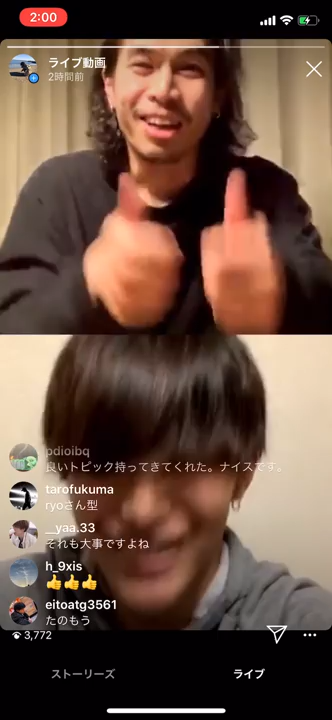 2:00
ライブ動画
2時間前
pdioibq
良いトピック持ってきてくれた。ナイスです。
tarofukuma
ryoさん型
__yaa.33
それも大事ですよね
h_9xis
👍👍👍
eitoatg3561
たのもう
3,772
ストーリーズ
ライブ